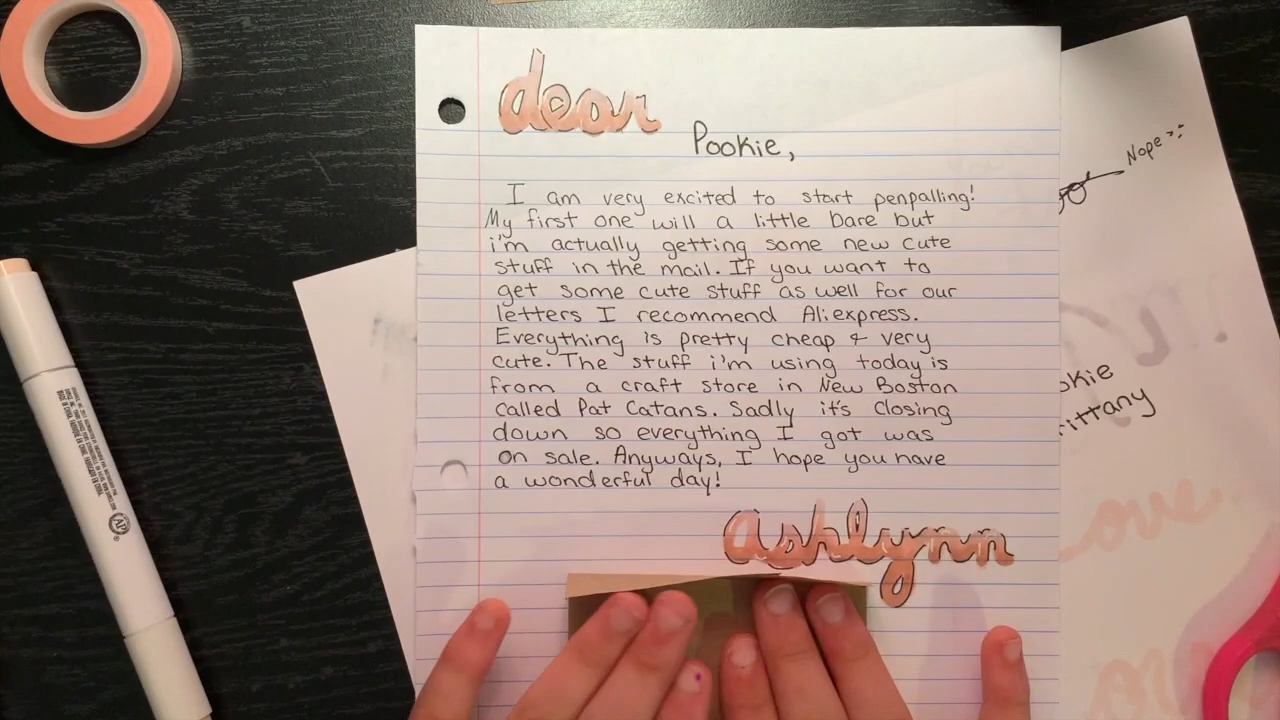 dear
Pookie,
I am very excited to start penpalling!
My first one will a little bare but
i'm actually getting some new cute
stuff in the mail. If you want to
get some cute stuff as well for our
letters I recommend Aliexpress.
Everything is pretty cheap & very
cute. The stuff i'm using today is
from a craft store in New Boston
called Pat Catans. Sadly it's closing
down so everything I got was
on sale. Anyways, I hope you have
a wonderful day!
ashlynn
Nope >:
okie
rittany
Love
AP